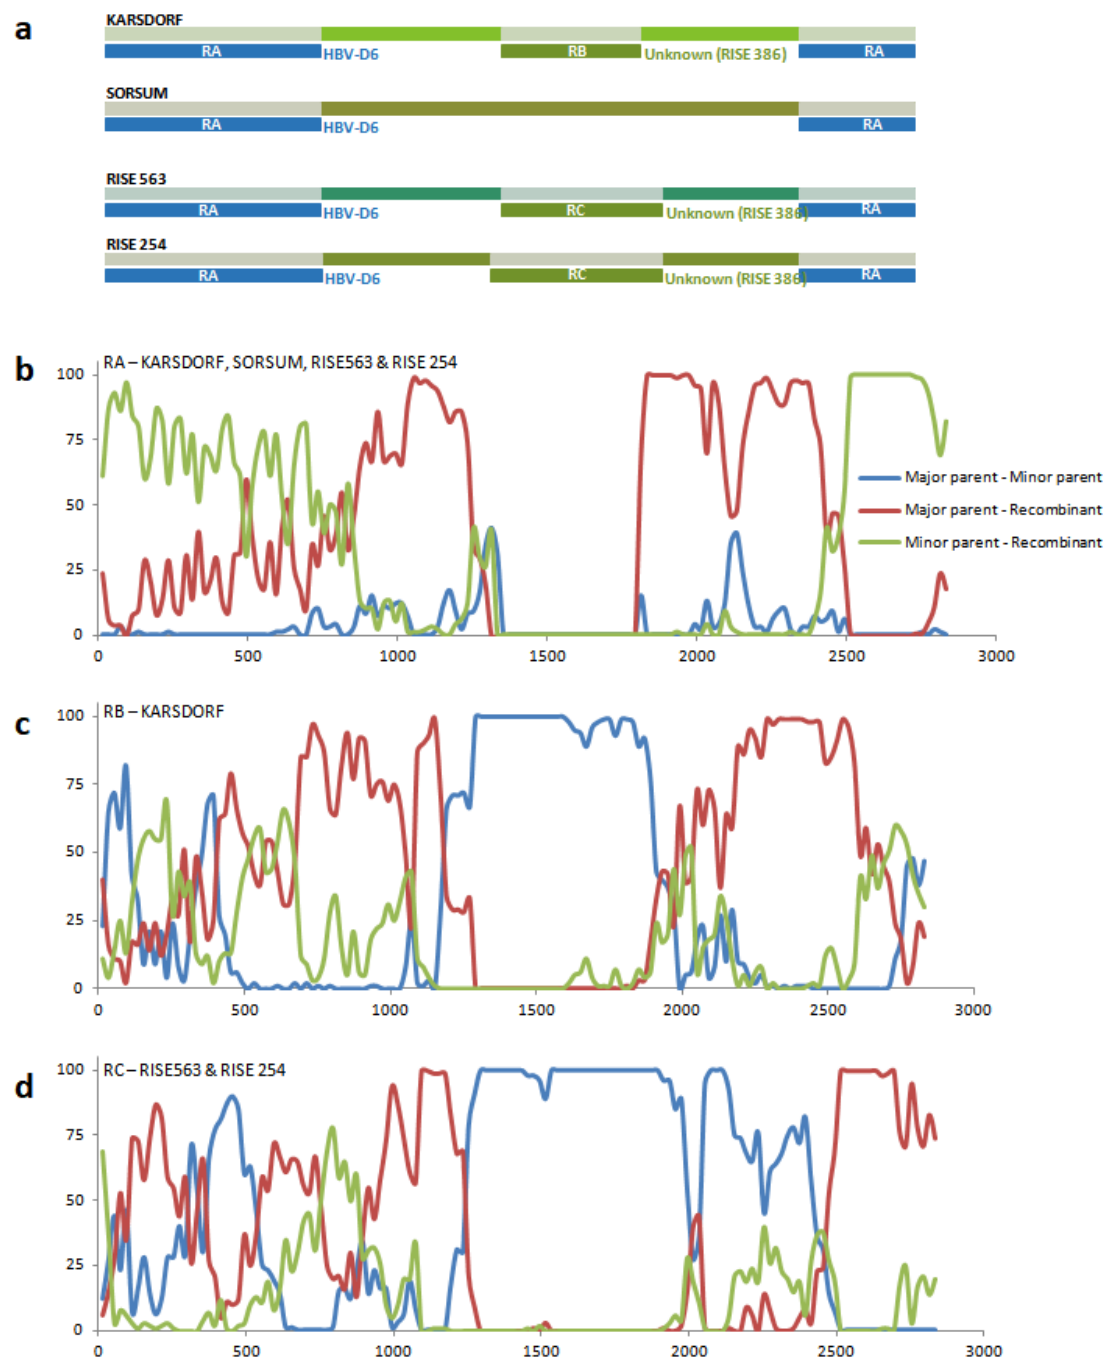 a
KARSDORF
RA RB RA
HBV-D6 Unknown (RISE 386)
SORSUM
RA RA
HBV-D6
RISE 563
RA RC RA
HBV-D6 Unknown (RISE 386)
RISE 254
RA RC RA
HBV-D6 Unknown (RISE 386)
b
RA – KARSDORF, SORSUM, RISE563 & RISE 254
100
75
50
25
0
0 500 1000 1500 2000 2500 3000
Major parent - Minor parent
Major parent - Recombinant
Minor parent - Recombinant
c
RB – KARSDORF
100
75
50
25
0
0 500 1000 1500 2000 2500 3000
d
RC – RISE563 & RISE 254
100
75
50
25
0
0 500 1000 1500 2000 2500 3000